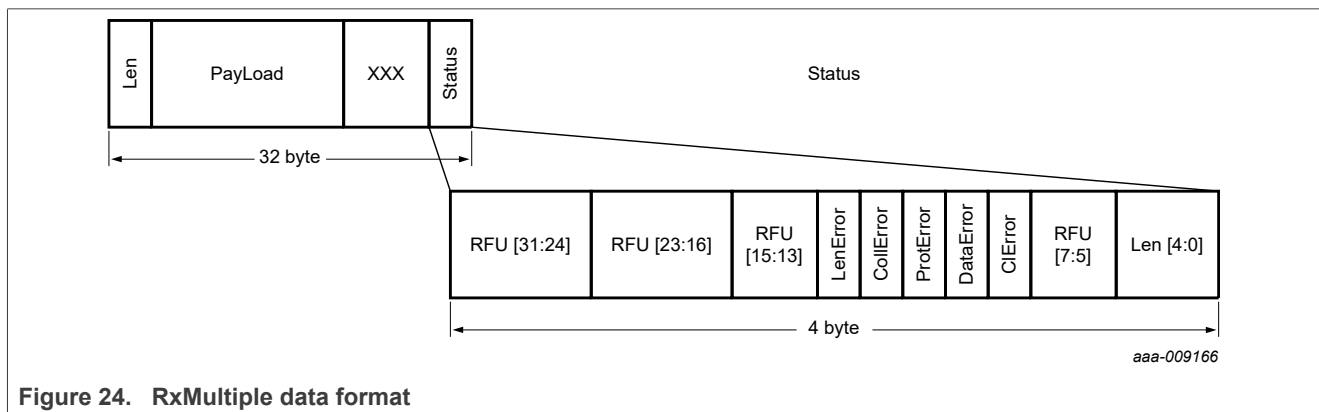 Len
PayLoad
XXX
Status
Status
32 byte
RFU [31:24]
RFU [23:16]
RFU
[15:13]
LenError
CollError
ProtError
DataError
ClError
RFU
[7:5]
Len [4:0]
4 byte
aaa-009166
Figure 24. RxMultiple data format